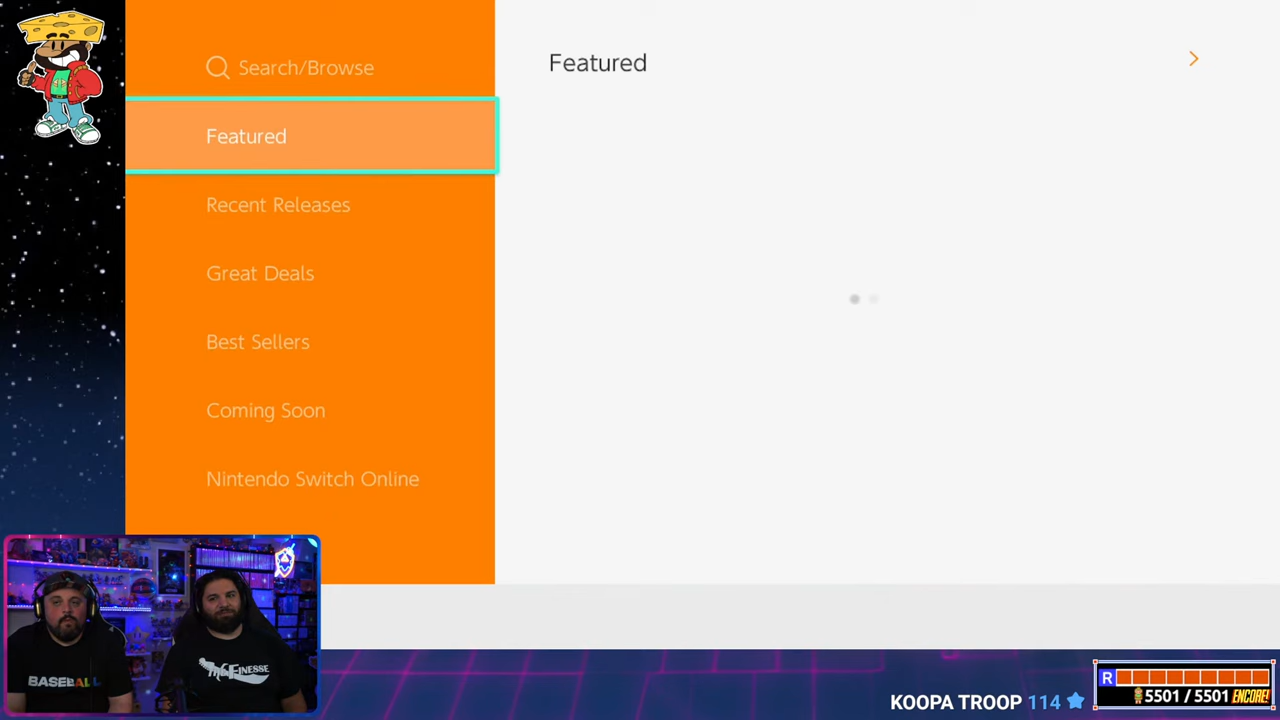 Search/Browse
Featured
Recent Releases
Great Deals
Best Sellers
Coming Soon
Nintendo Switch Online
Featured
BASEBALL
KOOPA TROOP 114
R
5501 / 5501 ENCORE!